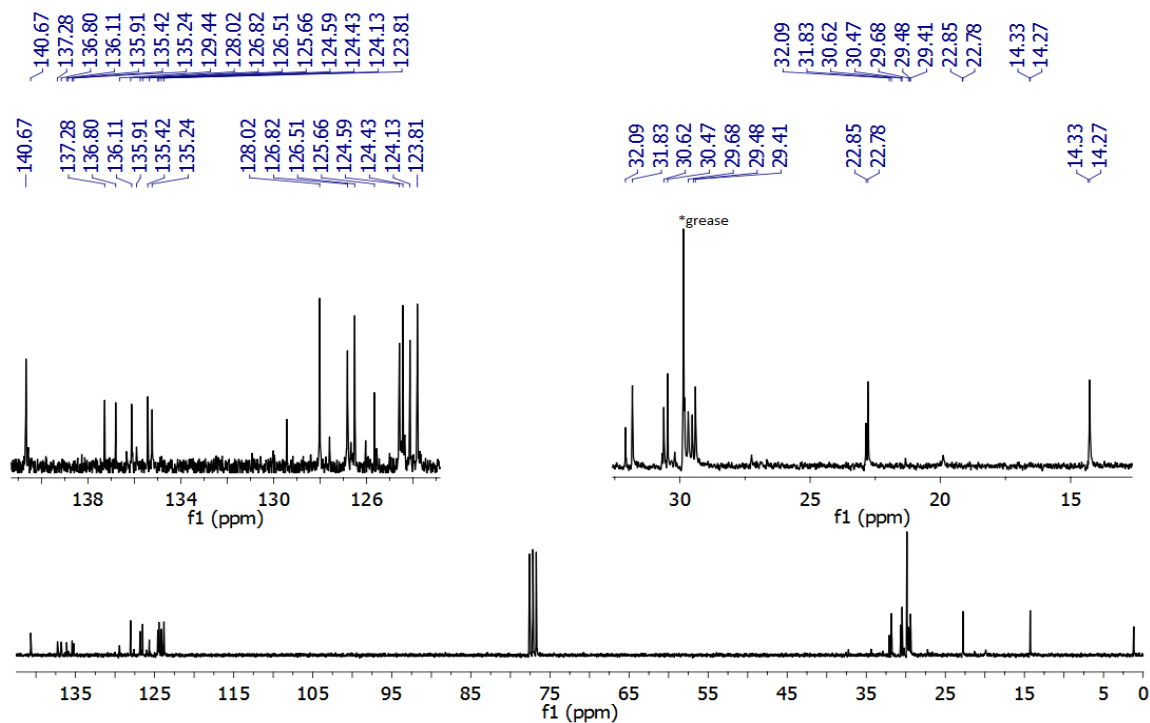 140.67 137.28 136.80 136.11 135.91 135.42 135.24 129.44 128.02 126.82 126.51 125.66 124.59 124.43 124.13 123.81
32.09 31.83 30.62 30.47 29.68 29.48 29.41 22.85 22.78 14.33 14.27
140.67 137.28 136.80 136.11 135.91 135.42 135.24 128.02 126.82 126.51 125.66 124.59 124.43 124.13 123.81
32.09 31.83 30.62 30.47 29.68 29.48 29.41 22.85 22.78 14.33 14.27
*grease
138 134 130 128 126 124
f1 (ppm)
30 25 20 15
f1 (ppm)
135 125 115 105 95 85 75 65 55 45 35 25 15 5 0
f1 (ppm)